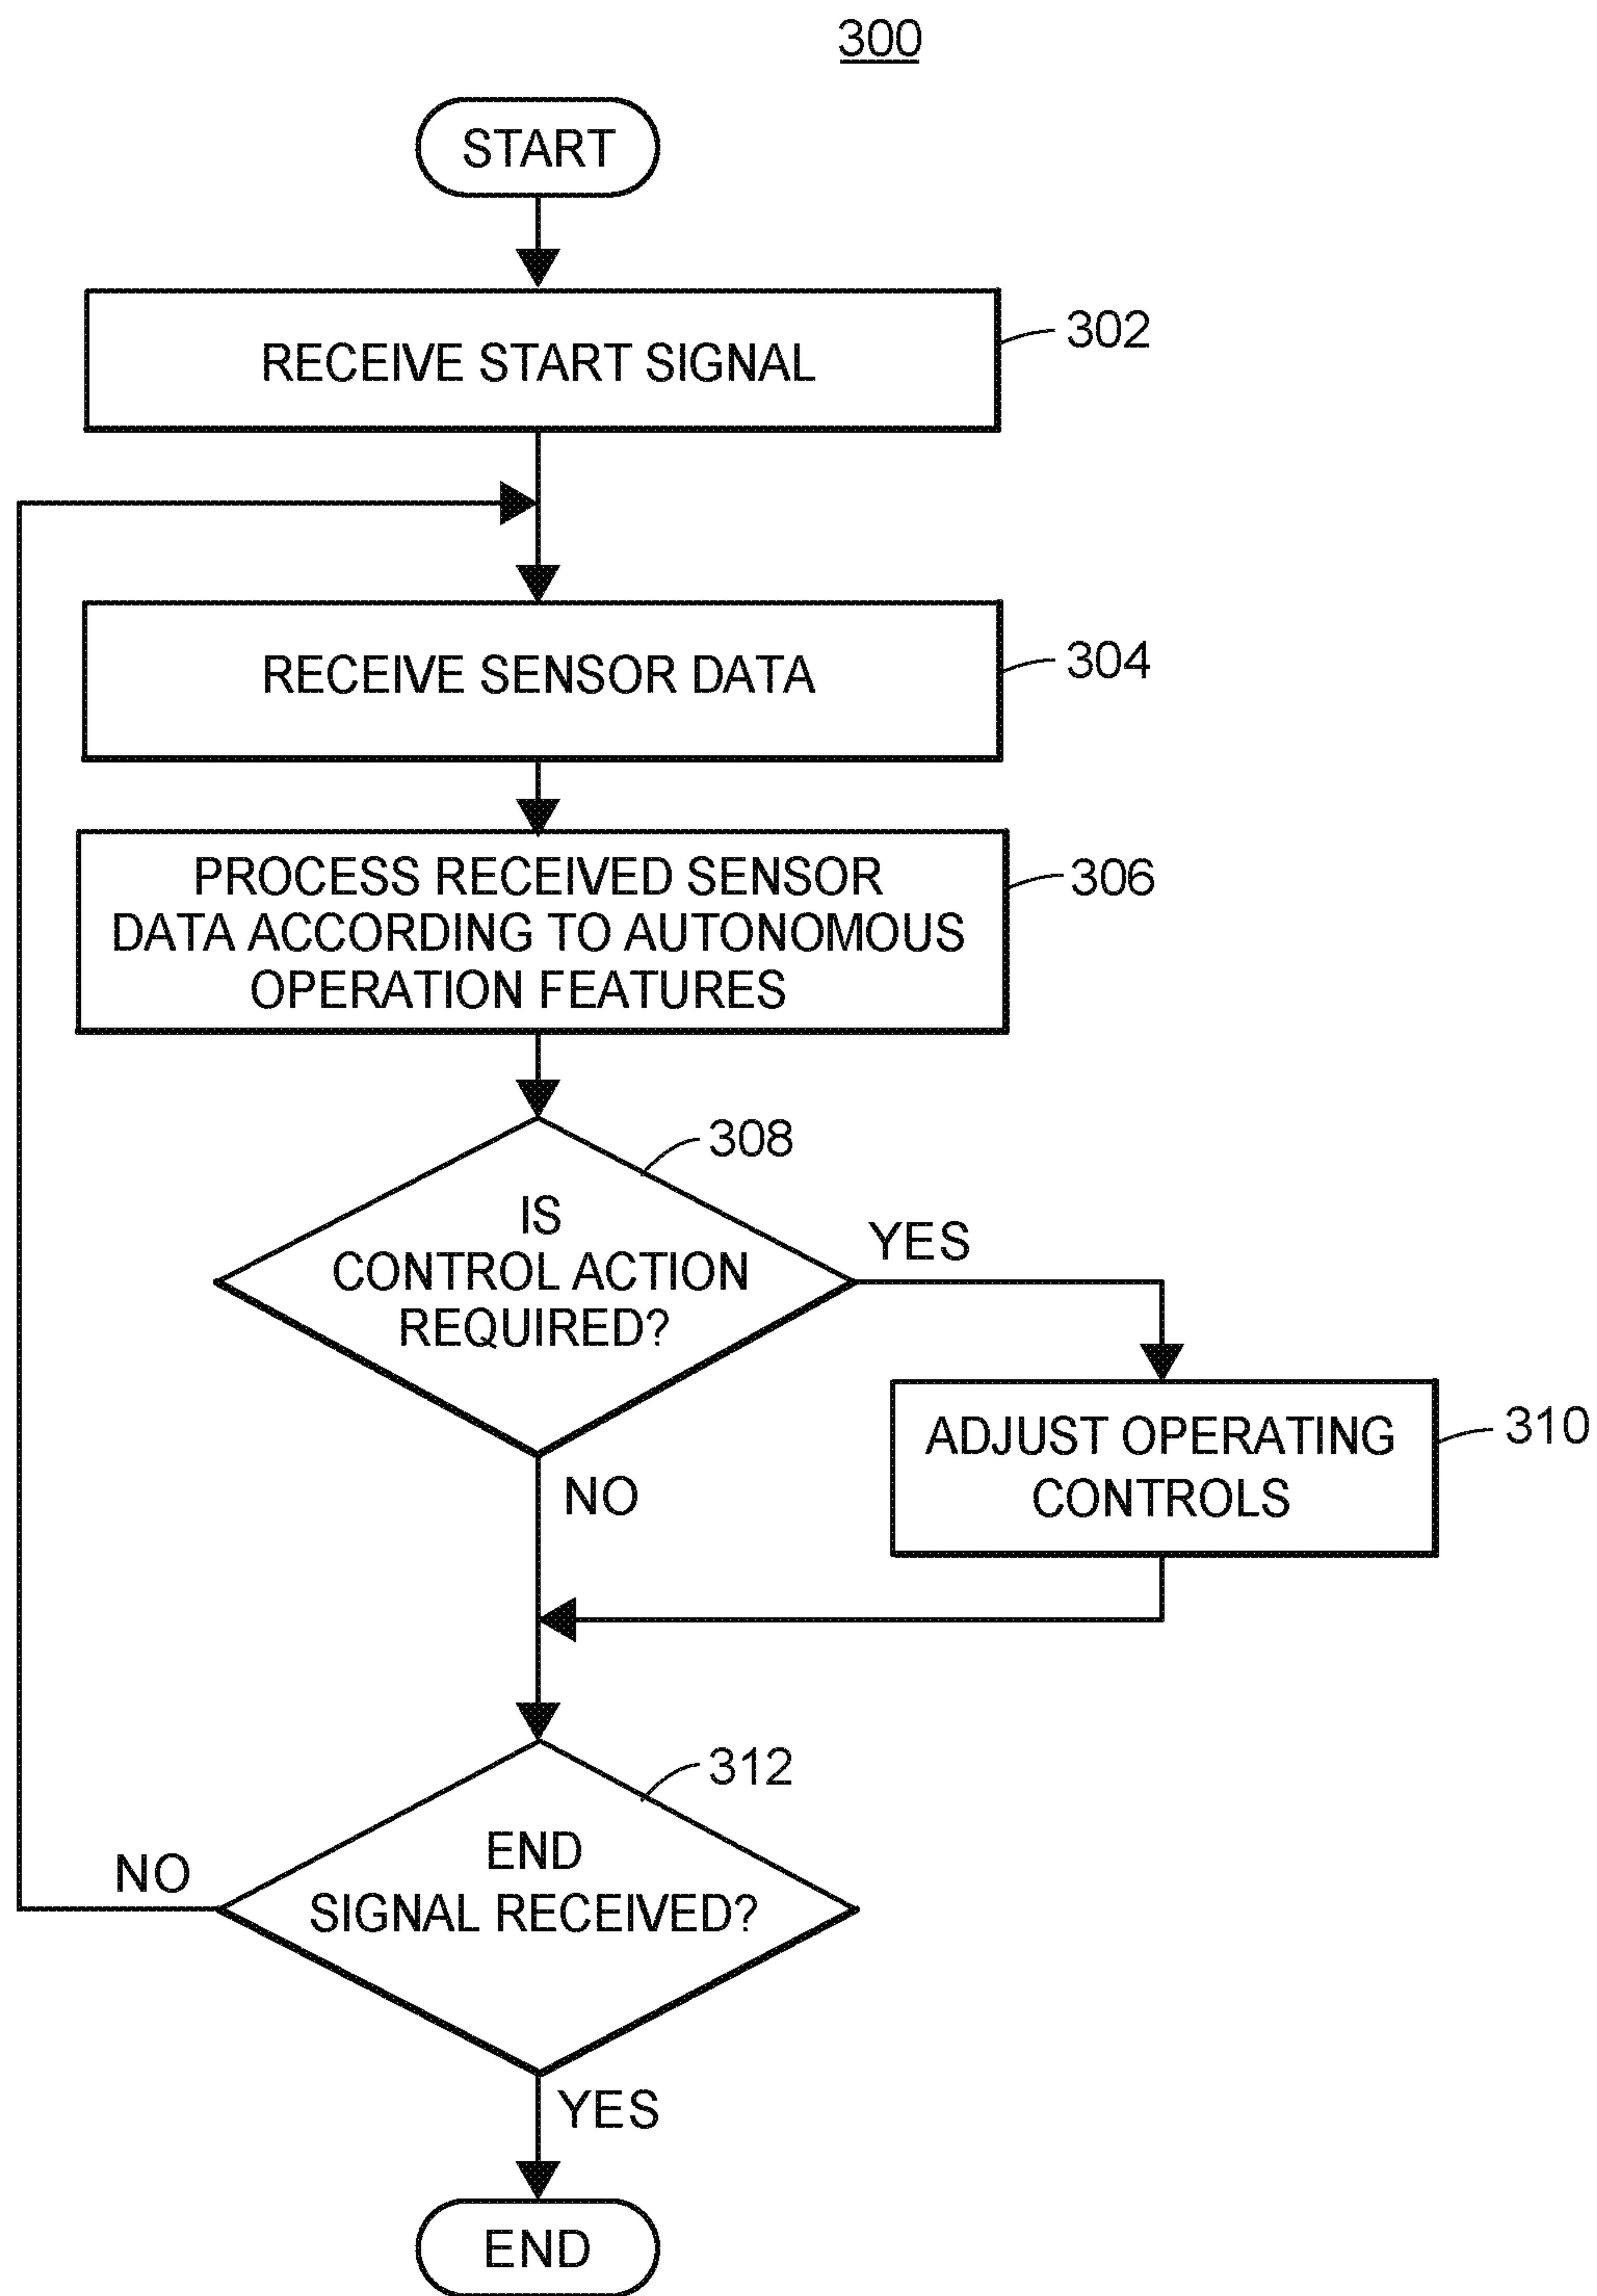 300
START
RECEIVE START SIGNAL
302
RECEIVE SENSOR DATA
304
PROCESS RECEIVED SENSOR
DATA ACCORDING TO AUTONOMOUS
OPERATION FEATURES
306
308
IS
CONTROL ACTION
REQUIRED?
YES
NO
ADJUST OPERATING
CONTROLS
310
312
END
SIGNAL RECEIVED?
NO
YES
END